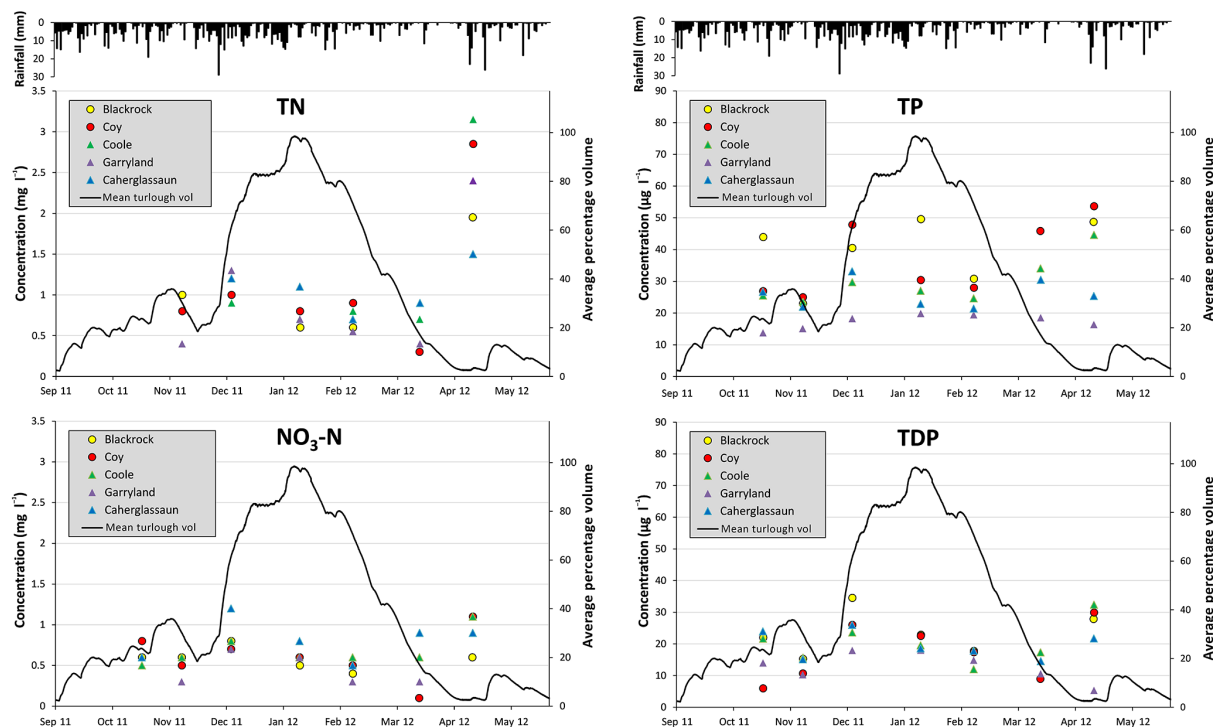 Rainfall (mm)
0
10
20
30
TN
Blackrock
Coy
Coole
Garryland
Caherglassaun
Mean turlough vol
Concentration (mg l⁻¹)
3.5
3
2.5
2
1.5
1
0.5
0
Average percentage volume
100
80
60
40
20
0
Sep 11 Oct 11 Nov 11 Dec 11 Jan 12 Feb 12 Mar 12 Apr 12 May 12
Rainfall (mm)
0
10
20
30
TP
Blackrock
Coy
Coole
Garryland
Caherglassaun
Mean turlough vol
Concentration (µg l⁻¹)
90
80
70
60
50
40
30
20
10
0
Average percentage volume
100
80
60
40
20
0
Sep 11 Oct 11 Nov 11 Dec 11 Jan 12 Feb 12 Mar 12 Apr 12 May 12
NO₃-N
Blackrock
Coy
Coole
Garryland
Caherglassaun
Mean turlough vol
Concentration (mg l⁻¹)
3.5
3
2.5
2
1.5
1
0.5
0
Average percentage volume
100
80
60
40
20
0
Sep 11 Oct 11 Nov 11 Dec 11 Jan 12 Feb 12 Mar 12 Apr 12 May 12
TDP
Blackrock
Coy
Coole
Garryland
Caherglassaun
Mean turlough vol
Concentration (µg l⁻¹)
90
80
70
60
50
40
30
20
10
0
Average percentage volume
100
80
60
40
20
0
Sep 11 Oct 11 Nov 11 Dec 11 Jan 12 Feb 12 Mar 12 Apr 12 May 12